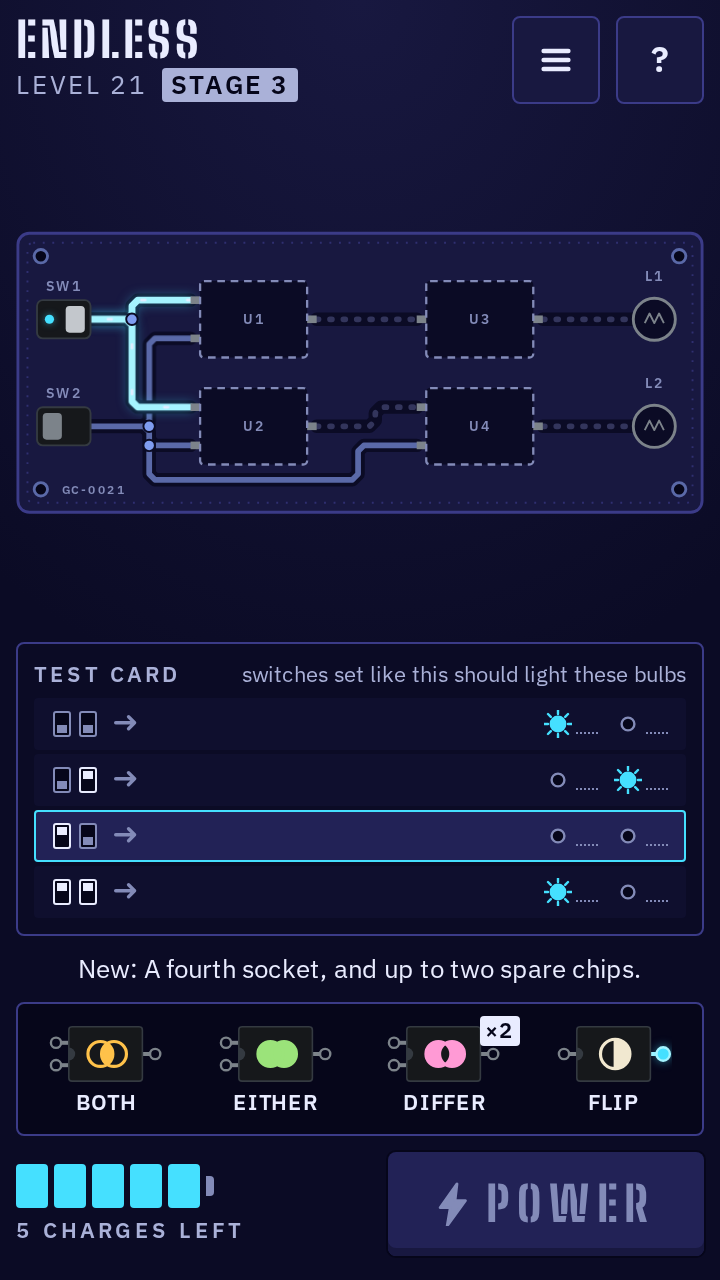 ENDLESS
LEVEL 21 STAGE 3
?
SW1
L1
U1
U3
SW2
L2
U2
U4
GC-0021
TEST CARD switches set like this should light these bulbs
New: A fourth socket, and up to two spare chips.
×2
BOTH EITHER DIFFER FLIP
POWER
5 CHARGES LEFT